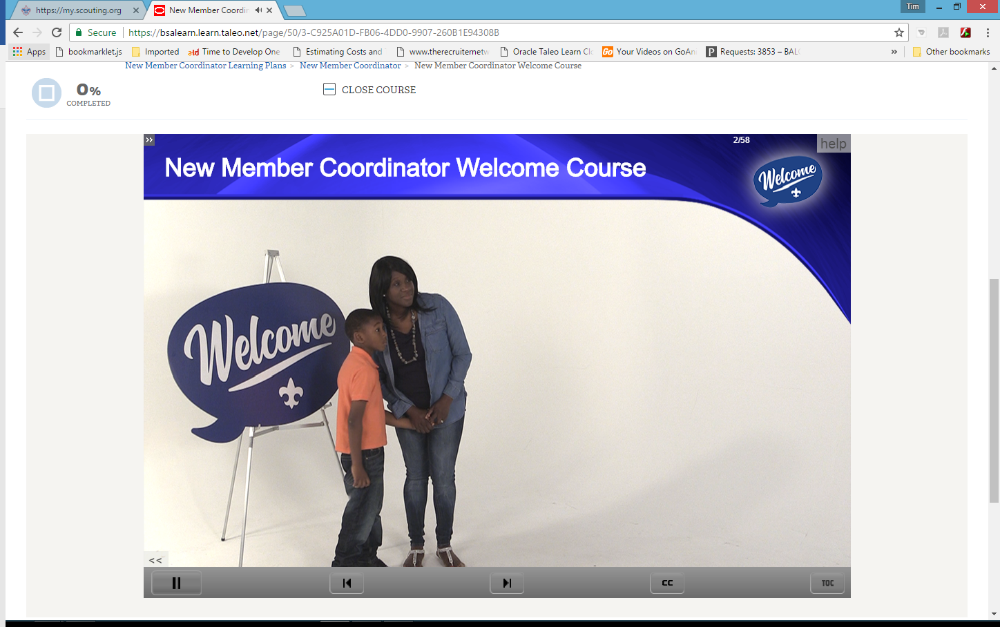 https://my.scouting.org
New Member Coordin
Tim
Secure
https://bsalearn.learn.taleo.net/page/50/3-C925A01D-FB06-4DD0-9907-260B1E94308B
Apps
bookmarklet.js
Imported
Time to Develop One
Estimating Costs and
www.therecruiternetw
Oracle Taleo Learn Cl
Go
Your Videos on GoAn
P
Requests: 3853 – BAL
»
Other bookmarks
New Member Coordinator Learning Plans > New Member Coordinator > New Member Coordinator Welcome Course
0%
COMPLETED
CLOSE COURSE
»
2/58
help
New Member Coordinator Welcome Course
Welcome
Welcome
<<
CC
TOC